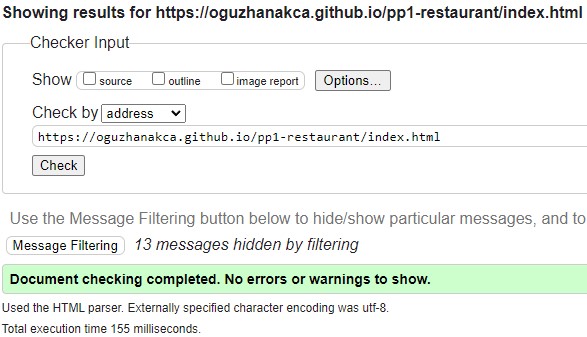 Showing results for https://oguzhanakca.github.io/pp1-restaurant/index.html
Checker Input
Show source outline image report Options...
Check by address
https://oguzhanakca.github.io/pp1-restaurant/index.html
Check
Use the Message Filtering button below to hide/show particular messages, and to
Message Filtering 13 messages hidden by filtering
Document checking completed. No errors or warnings to show.
Used the HTML parser. Externally specified character encoding was utf-8.
Total execution time 155 milliseconds.